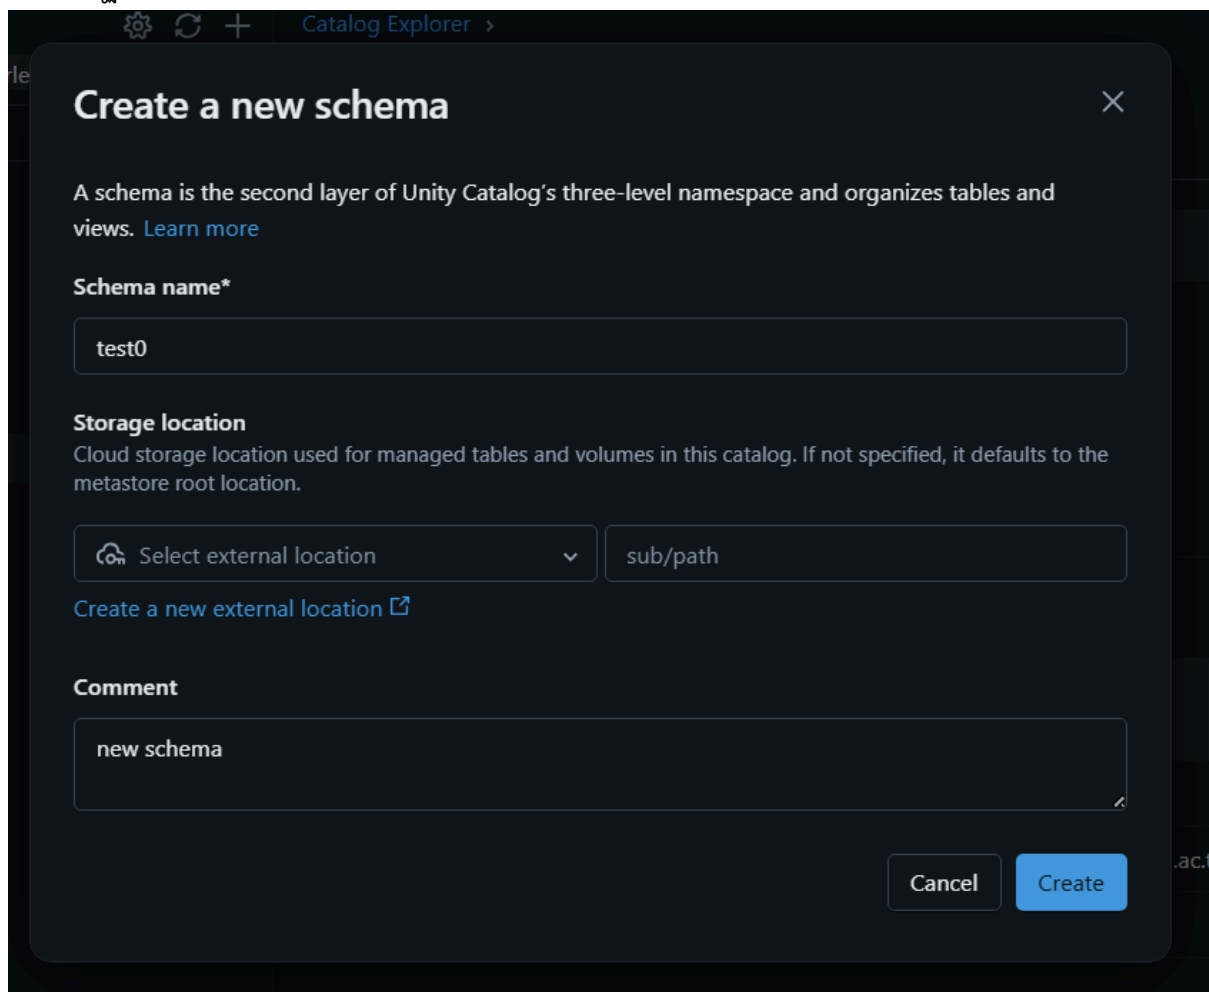 Catalog Explorer >
rle
Create a new schema
A schema is the second layer of Unity Catalog's three-level namespace and organizes tables and
views. Learn more
Schema name*
test0
Storage location
Cloud storage location used for managed tables and volumes in this catalog. If not specified, it defaults to the
metastore root location.
Select external location
sub/path
Create a new external location
Comment
new schema
.ac.
Cancel
Create